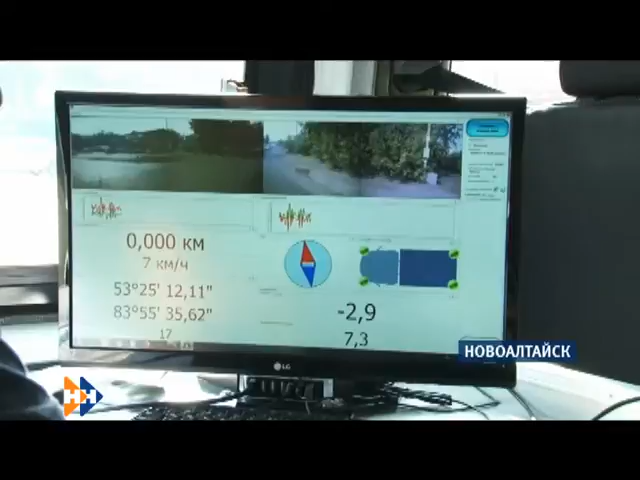 0,000 км
7 км/ч
53°25' 12,11"
83°55' 35,62"
17
-2,9
7,3
LG
НОВОАЛТАЙСК
НН